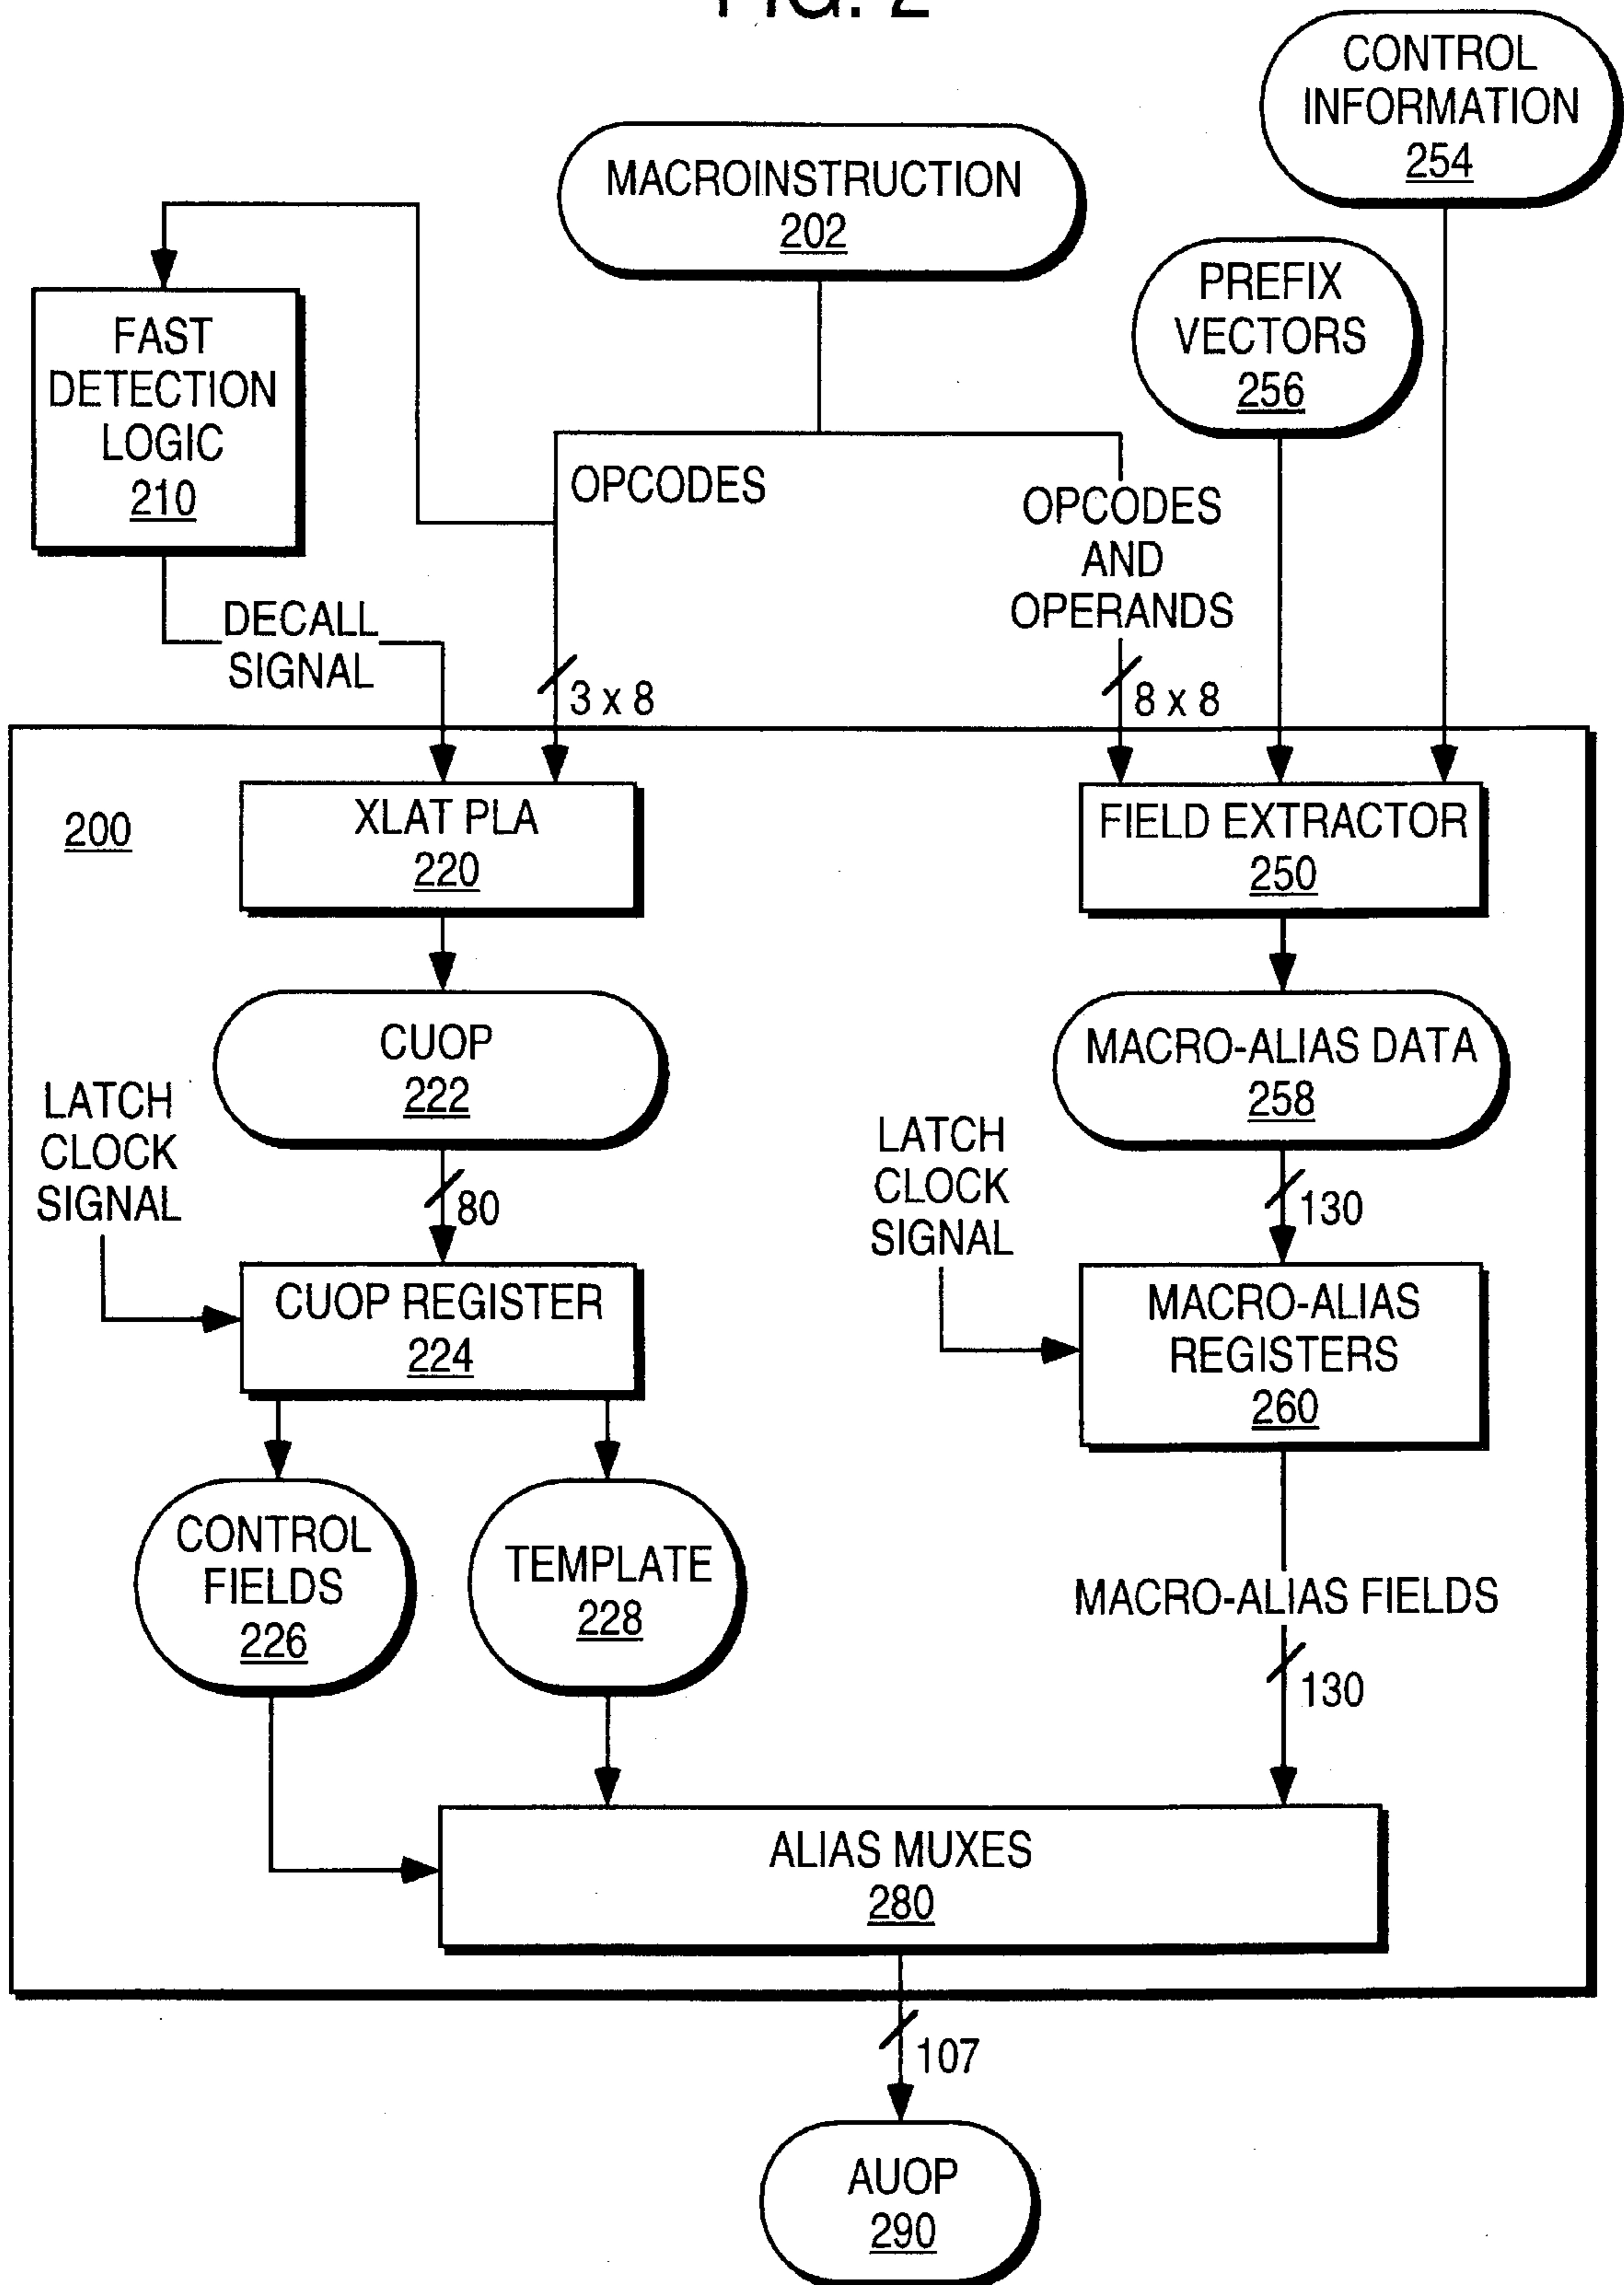 FIG. 2
CONTROL
INFORMATION
254
MACROINSTRUCTION
202
PREFIX
VECTORS
256
FAST
DETECTION
LOGIC
210
OPCODES
OPCODES
AND
OPERANDS
DECALL
SIGNAL
3 x 8
8 x 8
200
XLAT PLA
220
FIELD EXTRACTOR
250
CUOP
222
MACRO-ALIAS DATA
258
LATCH
CLOCK
SIGNAL
LATCH
CLOCK
SIGNAL
80
130
CUOP REGISTER
224
MACRO-ALIAS
REGISTERS
260
CONTROL
FIELDS
226
TEMPLATE
228
MACRO-ALIAS FIELDS
130
ALIAS MUXES
280
107
AUOP
290